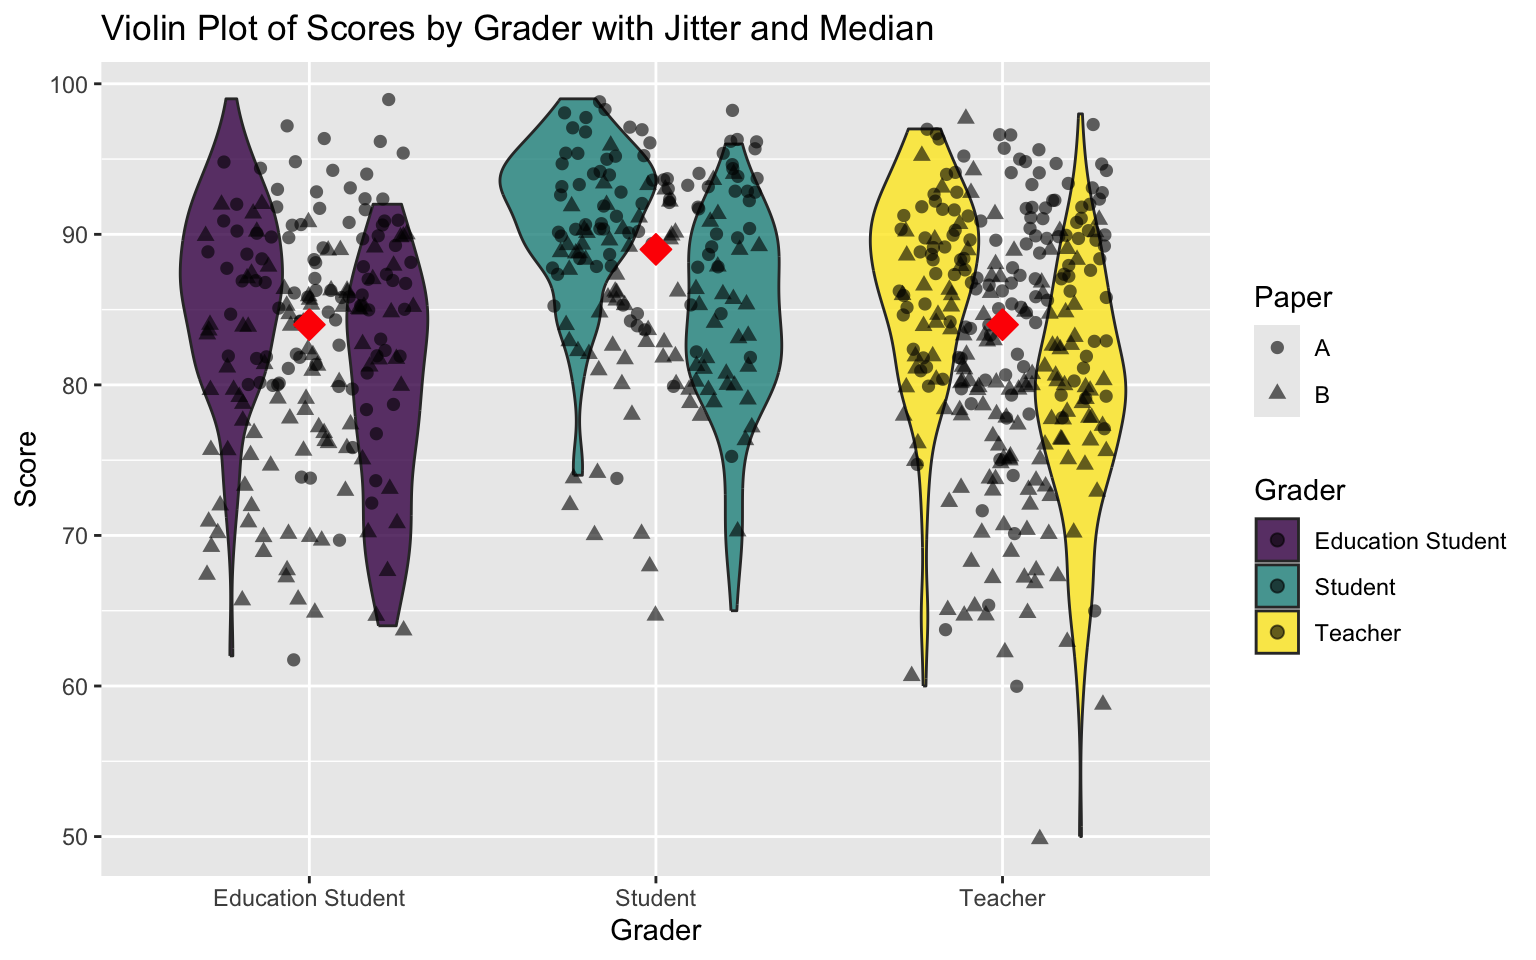 Violin Plot of Scores by Grader with Jitter and Median
100
90
80
70
60
50
Score
Education Student
Student
Teacher
Grader
Paper
A
B
Grader
Education Student
Student
Teacher